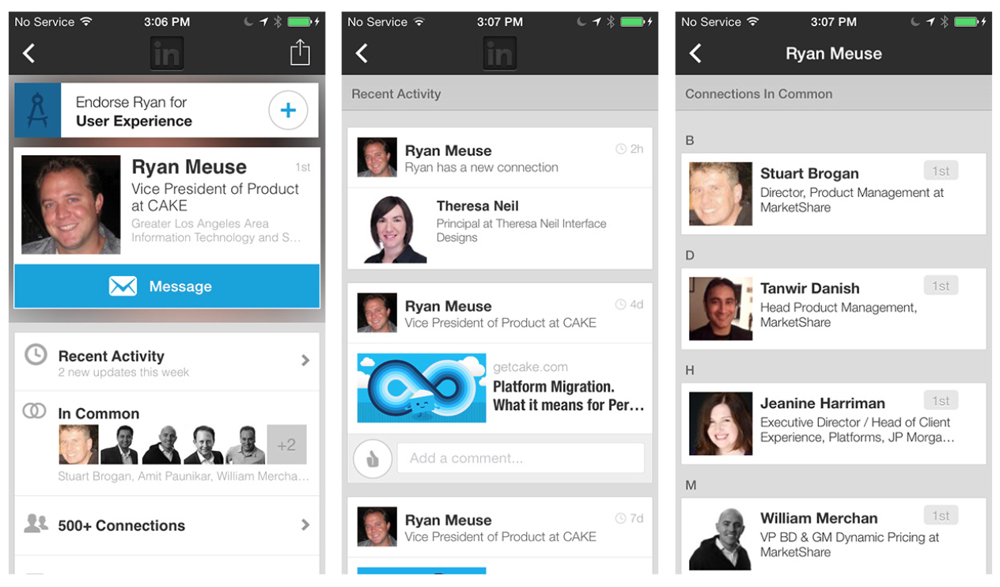 No Service 3:06 PM
in
Endorse Ryan for
User Experience
Ryan Meuse 1st
Vice President of Product
at CAKE
Greater Los Angeles Area
Information Technology and S...
Message
Recent Activity
2 new updates this week
In Common
+2
Stuart Brogan, Amit Paunikar, William Mercha...
500+ Connections
No Service 3:07 PM
in
Recent Activity
Ryan Meuse 2h
Ryan has a new connection
Theresa Neil
Principal at Theresa Neil Interface
Designs
Ryan Meuse 4d
Vice President of Product at CAKE
getcake.com
Platform Migration.
What it means for Per...
Add a comment...
Ryan Meuse 7d
Vice President of Product at CAKE
No Service 3:07 PM
Ryan Meuse
Connections In Common
B
Stuart Brogan 1st
Director, Product Management at
MarketShare
D
Tanwir Danish 1st
Head Product Management,
MarketShare
H
Jeanine Harriman 1st
Executive Director / Head of Client
Experience, Platforms, JP Morga...
M
William Merchan 1st
VP BD & GM Dynamic Pricing at
MarketShare